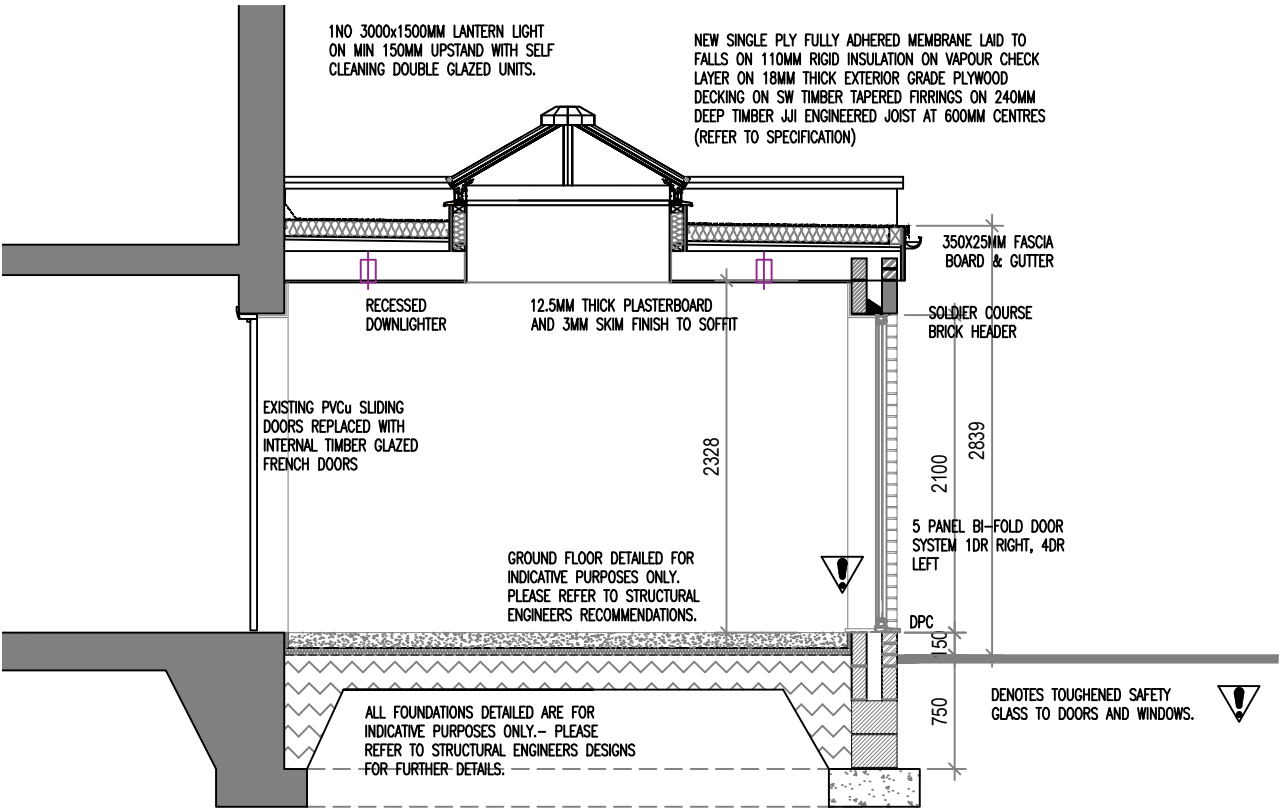 1NO 3000x1500MM LANTERN LIGHT
ON MIN 150MM UPSTAND WITH SELF
CLEANING DOUBLE GLAZED UNITS.
NEW SINGLE PLY FULLY ADHERED MEMBRANE LAID TO
FALLS ON 110MM RIGID INSULATION ON VAPOUR CHECK
LAYER ON 18MM THICK EXTERIOR GRADE PLYWOOD
DECKING ON SW TIMBER TAPERED FIRRINGS ON 240MM
DEEP TIMBER JJI ENGINEERED JOIST AT 600MM CENTRES
(REFER TO SPECIFICATION)
350X25MM FASCIA
BOARD & GUTTER
RECESSED
DOWNLIGHTER
12.5MM THICK PLASTERBOARD
AND 3MM SKIM FINISH TO SOFFIT
SOLDIER COURSE
BRICK HEADER
EXISTING PVCu SLIDING
DOORS REPLACED WITH
INTERNAL TIMBER GLAZED
FRENCH DOORS
2328
2100
2839
5 PANEL BI-FOLD DOOR
SYSTEM 1DR RIGHT, 4DR
LEFT
GROUND FLOOR DETAILED FOR
INDICATIVE PURPOSES ONLY.
PLEASE REFER TO STRUCTURAL
ENGINEERS RECOMMENDATIONS.
DPC
150
750
DENOTES TOUGHENED SAFETY
GLASS TO DOORS AND WINDOWS.
ALL FOUNDATIONS DETAILED ARE FOR
INDICATIVE PURPOSES ONLY.- PLEASE
REFER TO STRUCTURAL ENGINEERS DESIGNS
FOR FURTHER DETAILS.